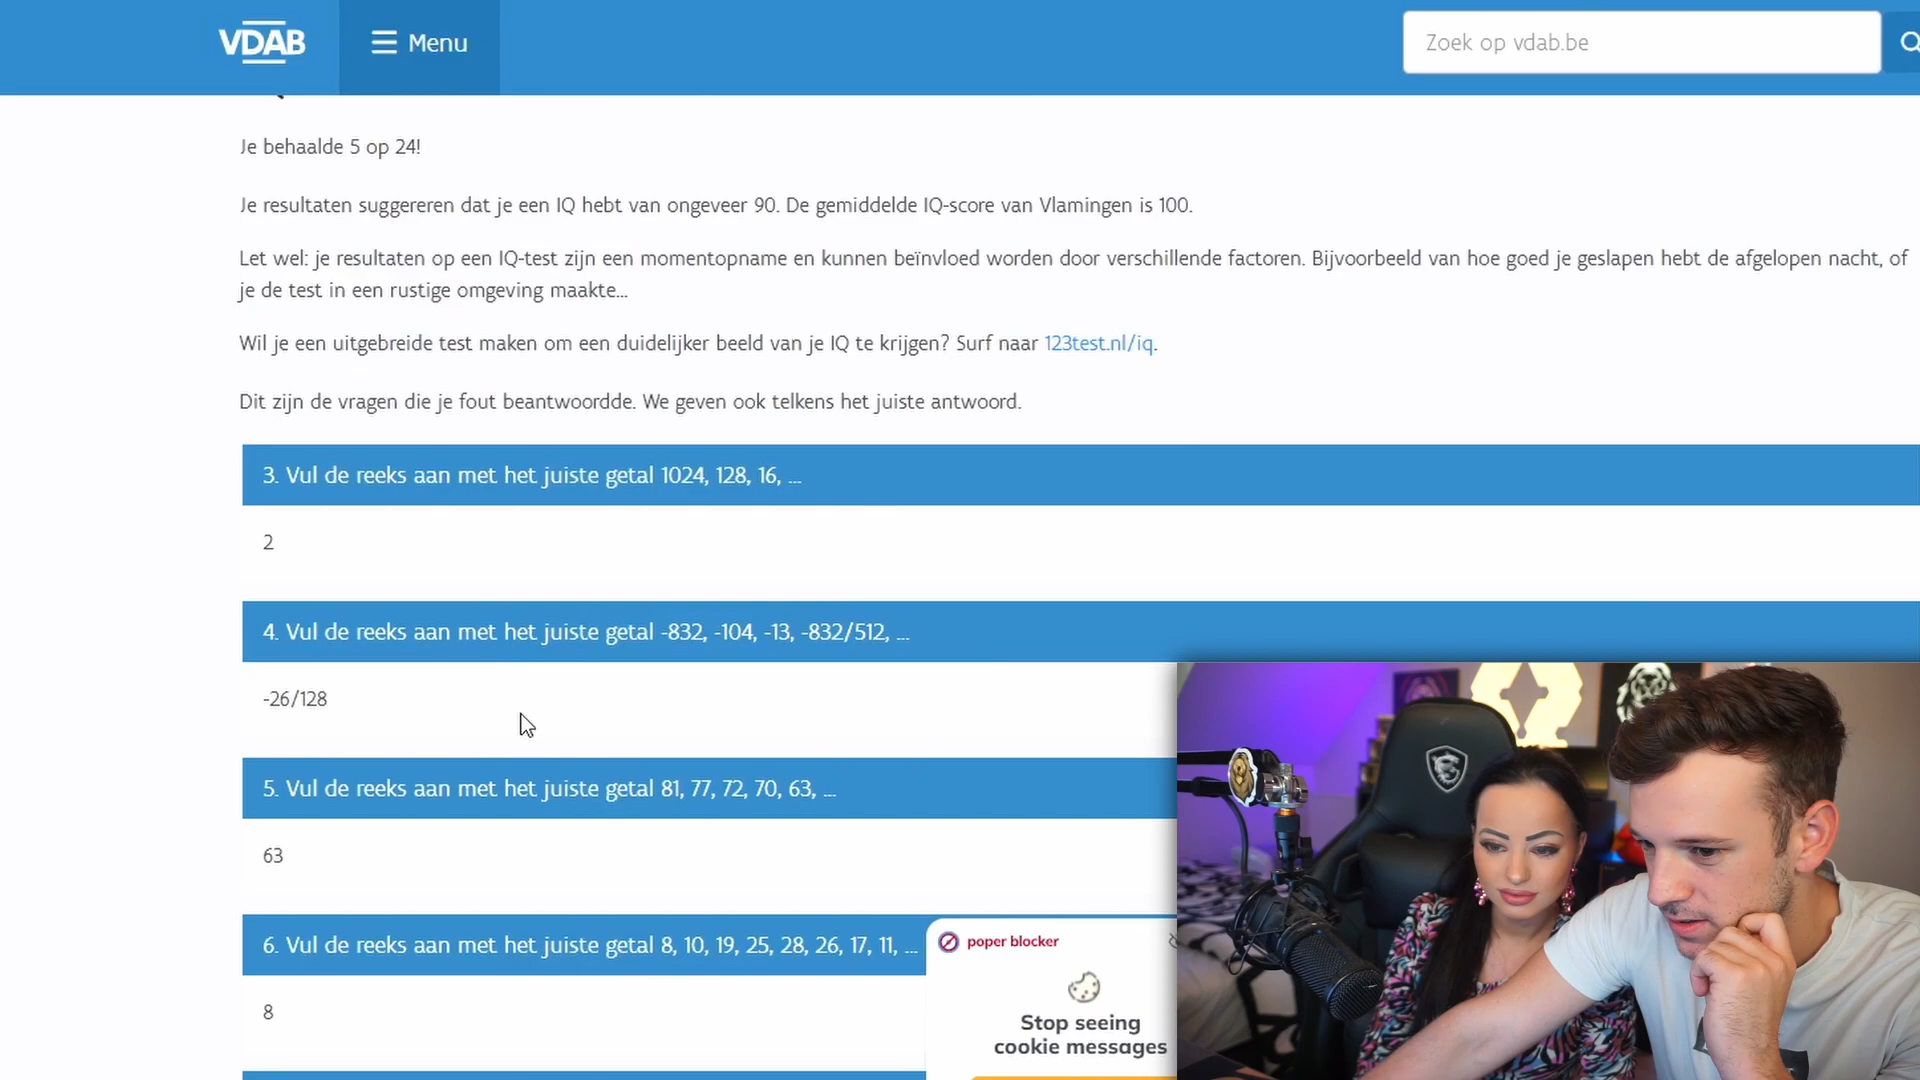 VDAB
Menu
Zoek op vdab.be
Je behaalde 5 op 24!
Je resultaten suggereren dat je een IQ hebt van ongeveer 90. De gemiddelde IQ-score van Vlamingen is 100.
Let wel: je resultaten op een IQ-test zijn een momentopname en kunnen beïnvloed worden door verschillende factoren. Bijvoorbeeld van hoe goed je geslapen hebt de afgelopen nacht, of
je de test in een rustige omgeving maakte...
Wil je een uitgebreide test maken om een duidelijker beeld van je IQ te krijgen? Surf naar 123test.nl/iq.
Dit zijn de vragen die je fout beantwoordde. We geven ook telkens het juiste antwoord.
3. Vul de reeks aan met het juiste getal 1024, 128, 16, ...
2
4. Vul de reeks aan met het juiste getal -832, -104, -13, -832/512, ...
-26/128
5. Vul de reeks aan met het juiste getal 81, 77, 72, 70, 63, ...
63
6. Vul de reeks aan met het juiste getal 8, 10, 19, 25, 28, 26, 17, 11, ...
8
poper blocker
Stop seeing
cookie messages